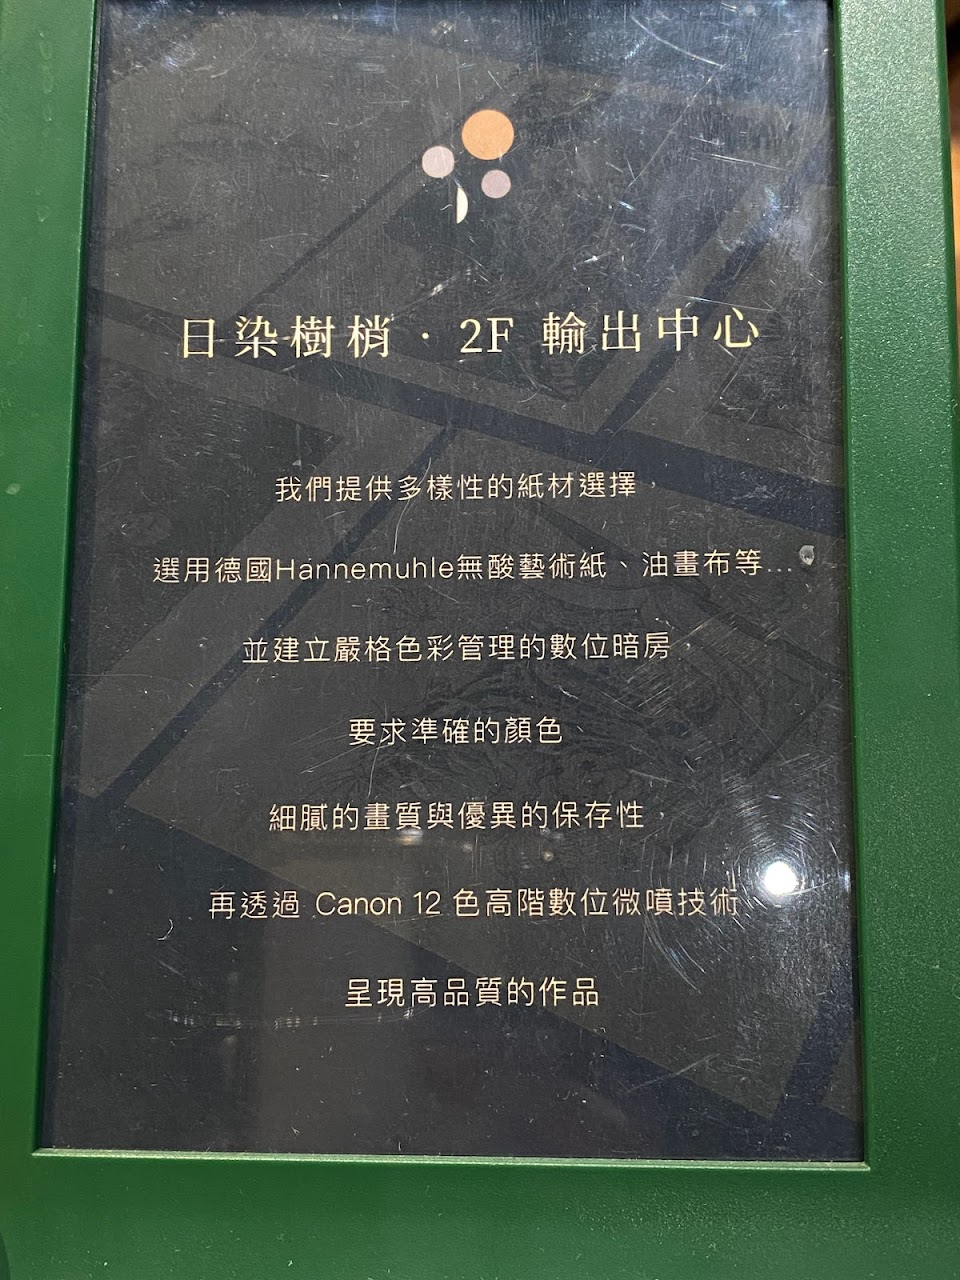 日染樹梢·2F 輸出中心
我們提供多樣性的紙材選擇，
選用德國Hannemuhle無酸藝術紙、油畫布等...，
並建立嚴格色彩管理的數位暗房，
要求準確的顏色、
細膩的畫質與優異的保存性，
再透過 Canon 12 色高階數位微噴技術，
呈現高品質的作品